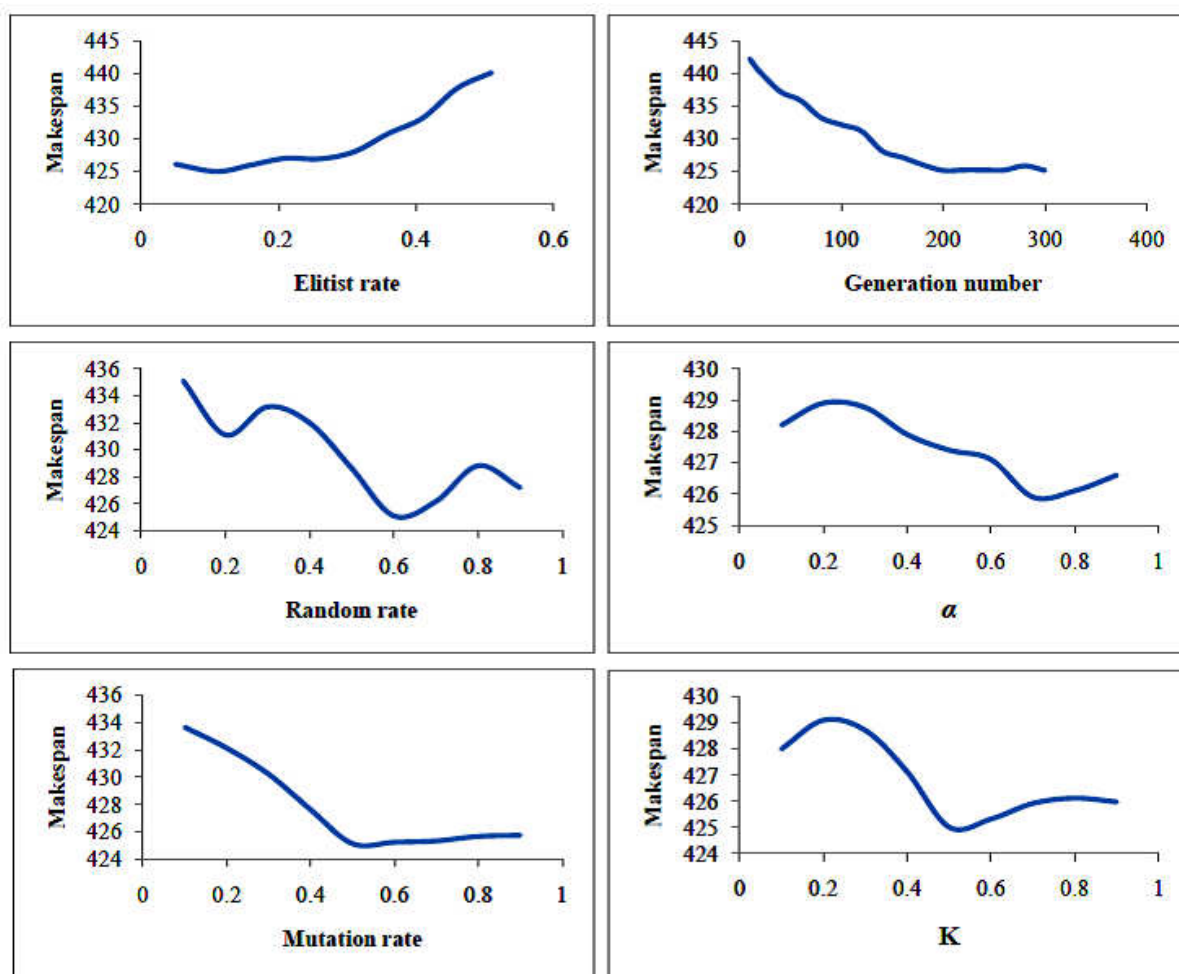 445
440
435
430
425
420
Makespan
0 0.2 0.4 0.6
Elitist rate
445
440
435
430
425
420
Makespan
0 100 200 300 400
Generation number
436
434
432
430
428
426
424
Makespan
0 0.2 0.4 0.6 0.8 1
Random rate
430
429
428
427
426
425
Makespan
0 0.2 0.4 0.6 0.8 1
α
436
434
432
430
428
426
424
Makespan
0 0.2 0.4 0.6 0.8 1
Mutation rate
430
429
428
427
426
425
424
Makespan
0 0.2 0.4 0.6 0.8 1
K